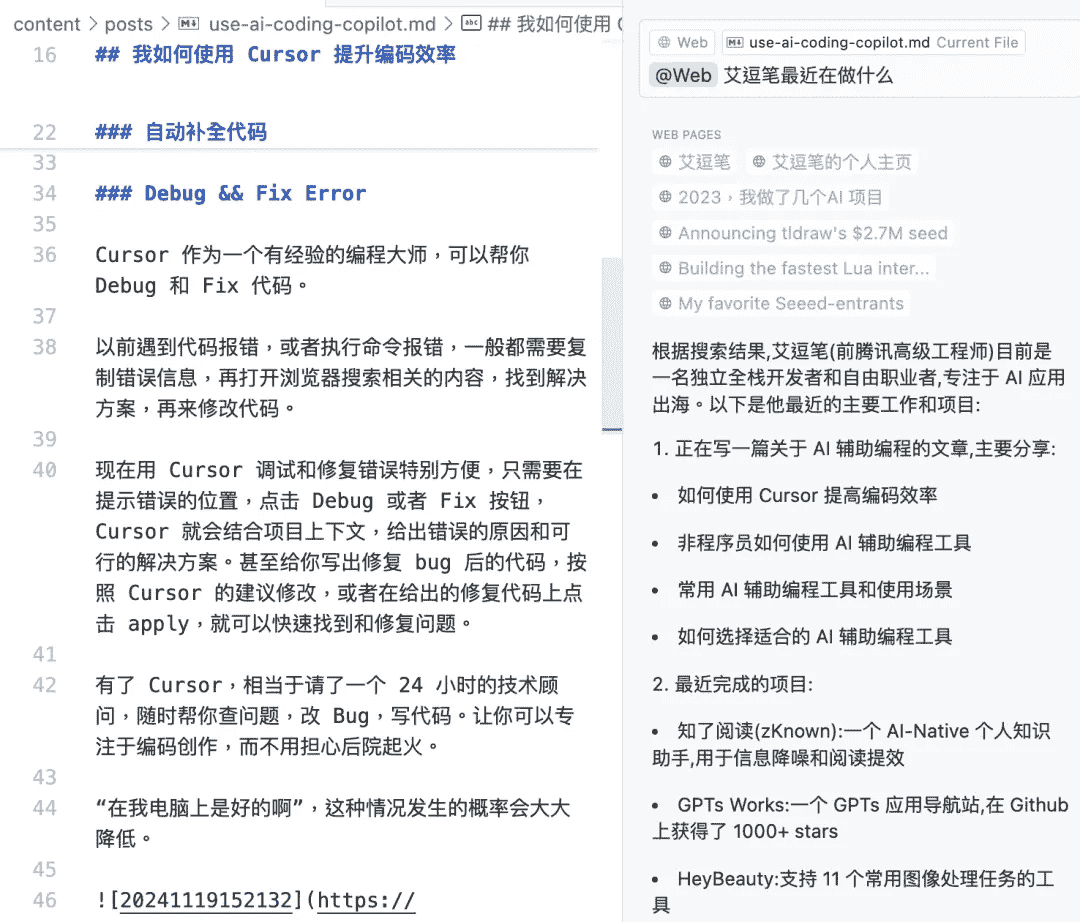 content > posts > M↓ use-ai-coding-copilot.md > abc ## 我如何使用 C
16 ## 我如何使用 Cursor 提升编码效率
22 ### 自动补全代码
33
34 ### Debug && Fix Error
35
36 Cursor 作为一个有经验的编程大师，可以帮你
Debug 和 Fix 代码。
37
38 以前遇到代码报错，或者执行命令报错，一般都需要复
制错误信息，再打开浏览器搜索相关的内容，找到解决
方案，再来修改代码。
39
40 现在用 Cursor 调试和修复错误特别方便，只需要在
提示错误的位置，点击 Debug 或者 Fix 按钮，
Cursor 就会结合项目上下文，给出错误的原因和可
行的解决方案。甚至给你写出修复 bug 后的代码，按
照 Cursor 的建议修改，或者在给出的修复代码上点
击 apply，就可以快速找到和修复问题。
41
42 有了 Cursor，相当于请了一个 24 小时的技术顾
问，随时帮你查问题，改 Bug，写代码。让你可以专
注于编码创作，而不用担心后院起火。
43
44 “在我电脑上是好的啊”，这种情况发生的概率会大大
降低。
45
46 ![20241119152132](https://
Web M↓ use-ai-coding-copilot.md Current File
@Web 艾逗笔最近在做什么
WEB PAGES
艾逗笔 艾逗笔的个人主页
2023，我做了几个AI 项目
Announcing tldraw's $2.7M seed
Building the fastest Lua inter...
My favorite Seeed-entrants
根据搜索结果,艾逗笔(前腾讯高级工程师)目前是
一名独立全栈开发者和自由职业者,专注于 AI 应用
出海。以下是他最近的主要工作和项目:
1. 正在写一篇关于 AI 辅助编程的文章,主要分享:
• 如何使用 Cursor 提高编码效率
• 非程序员如何使用 AI 辅助编程工具
• 常用 AI 辅助编程工具和使用场景
• 如何选择适合的 AI 辅助编程工具
2. 最近完成的项目:
• 知了阅读(zKnown):一个 AI-Native 个人知识
助手,用于信息降噪和阅读提效
• GPTs Works:一个 GPTs 应用导航站,在 Github
上获得了 1000+ stars
• HeyBeauty:支持 11 个常用图像处理任务的工
具